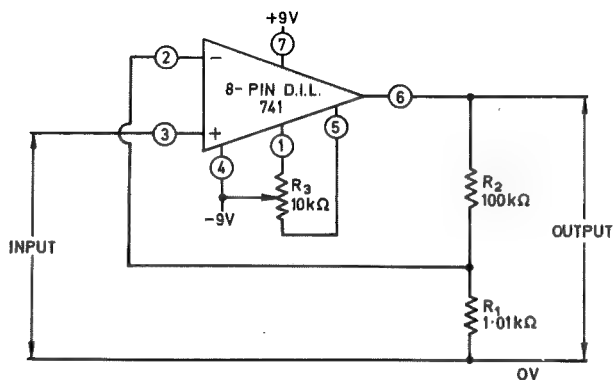 +9V
7
2
−
8-PIN D.I.L.
741
6
3
+
5
1
4
R3
10kΩ
-9V
R2
100kΩ
INPUT
OUTPUT
R1
1·01kΩ
0V